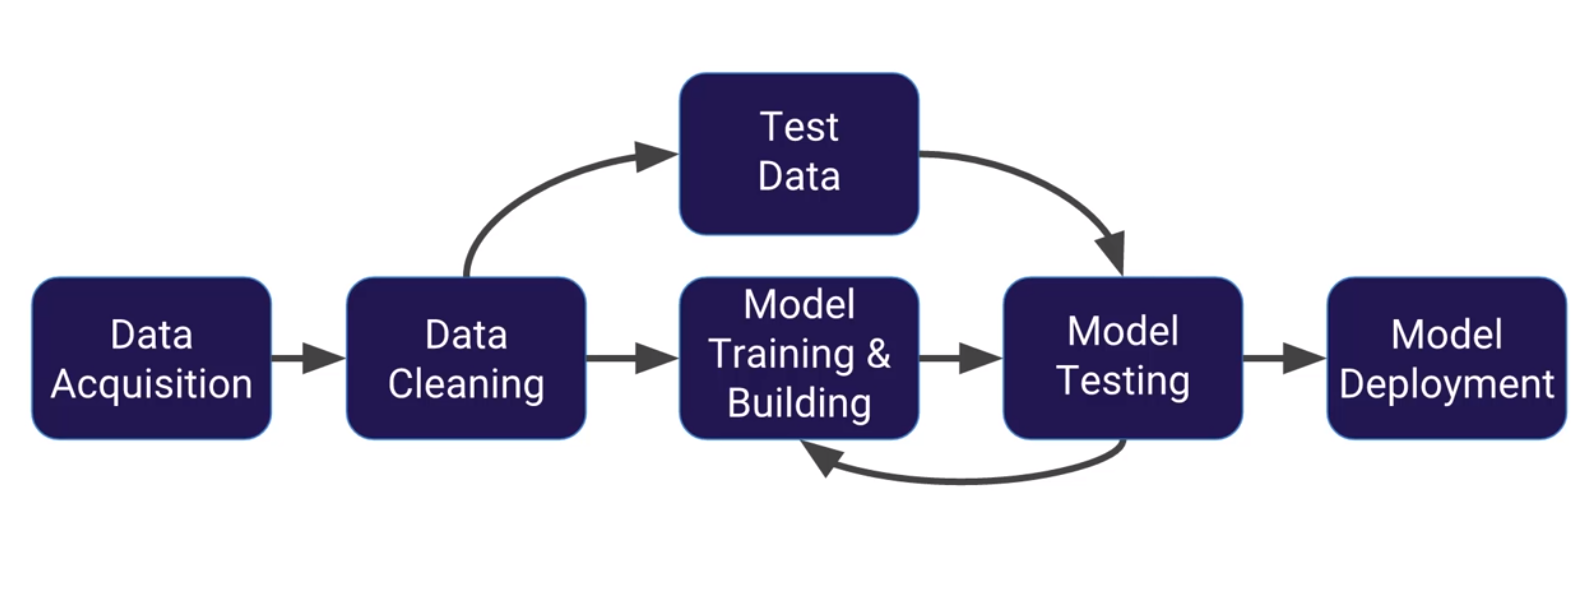 Test
Data
Data
Acquisition
Data
Cleaning
Model
Training &
Building
Model
Testing
Model
Deployment